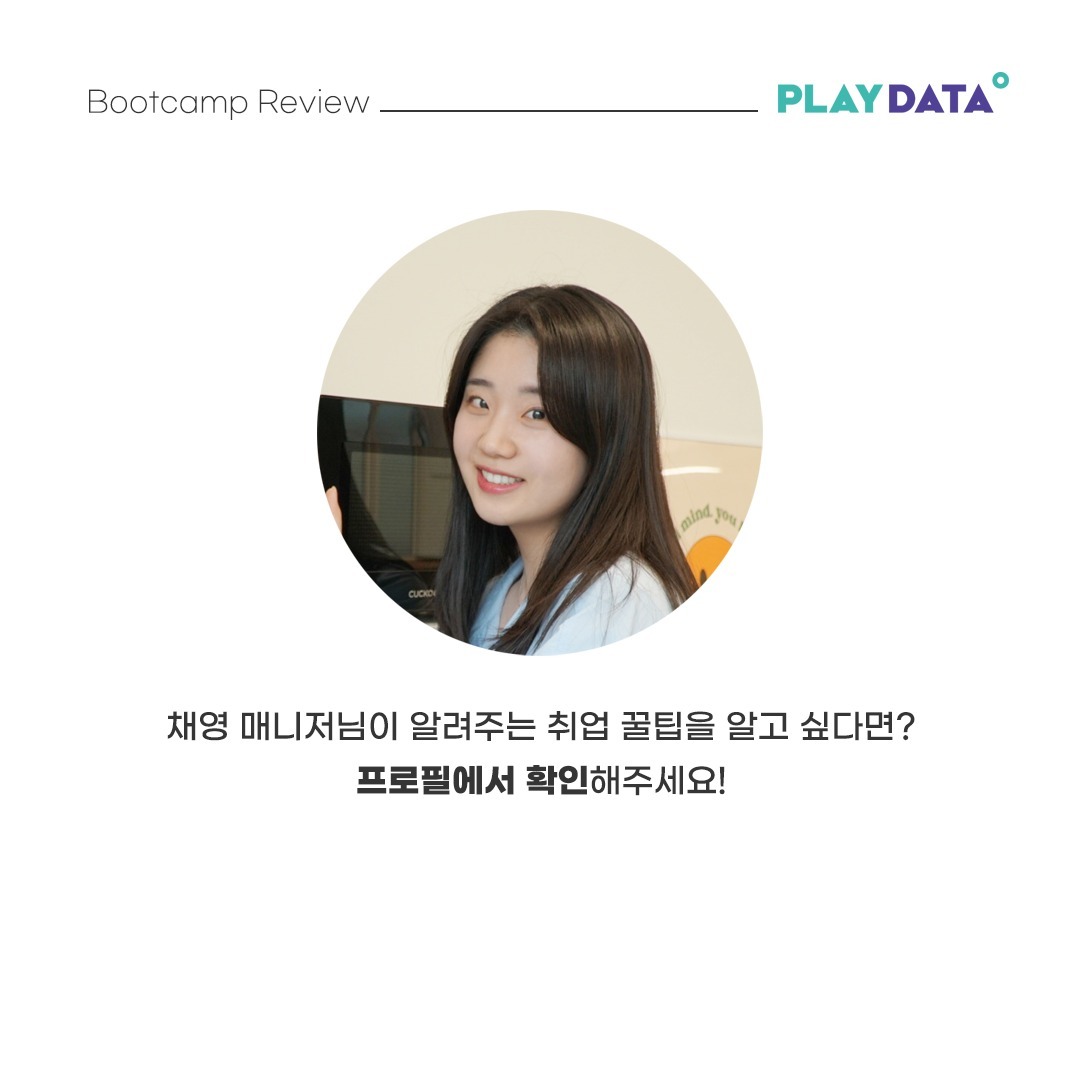 Bootcamp Review
PLAYDATA
mind, you
CUCKO
채영 매니저님이 알려주는 취업 꿀팁을 알고 싶다면?
프로필에서 확인해주세요!